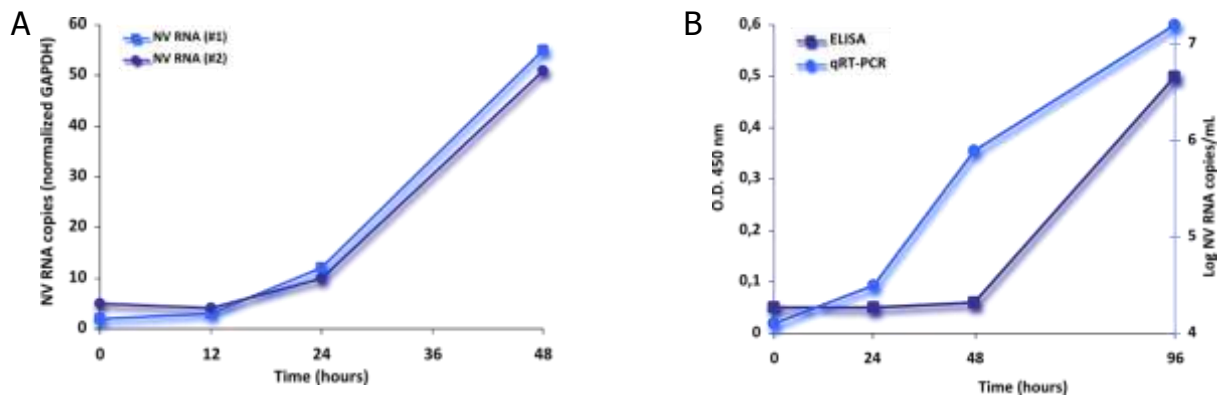 A
NV RNA copies (normalized GAPDH)
60
50
40
30
20
10
0
NV RNA (#1)
NV RNA (#2)
0 12 24 36 48
Time (hours)
B
O.D. 450 nm
0,6
0,5
0,4
0,3
0,2
0,1
0
ELISA
qRT-PCR
7
6
5
4
Log NV RNA copies/mL
0 24 48 96
Time (hours)